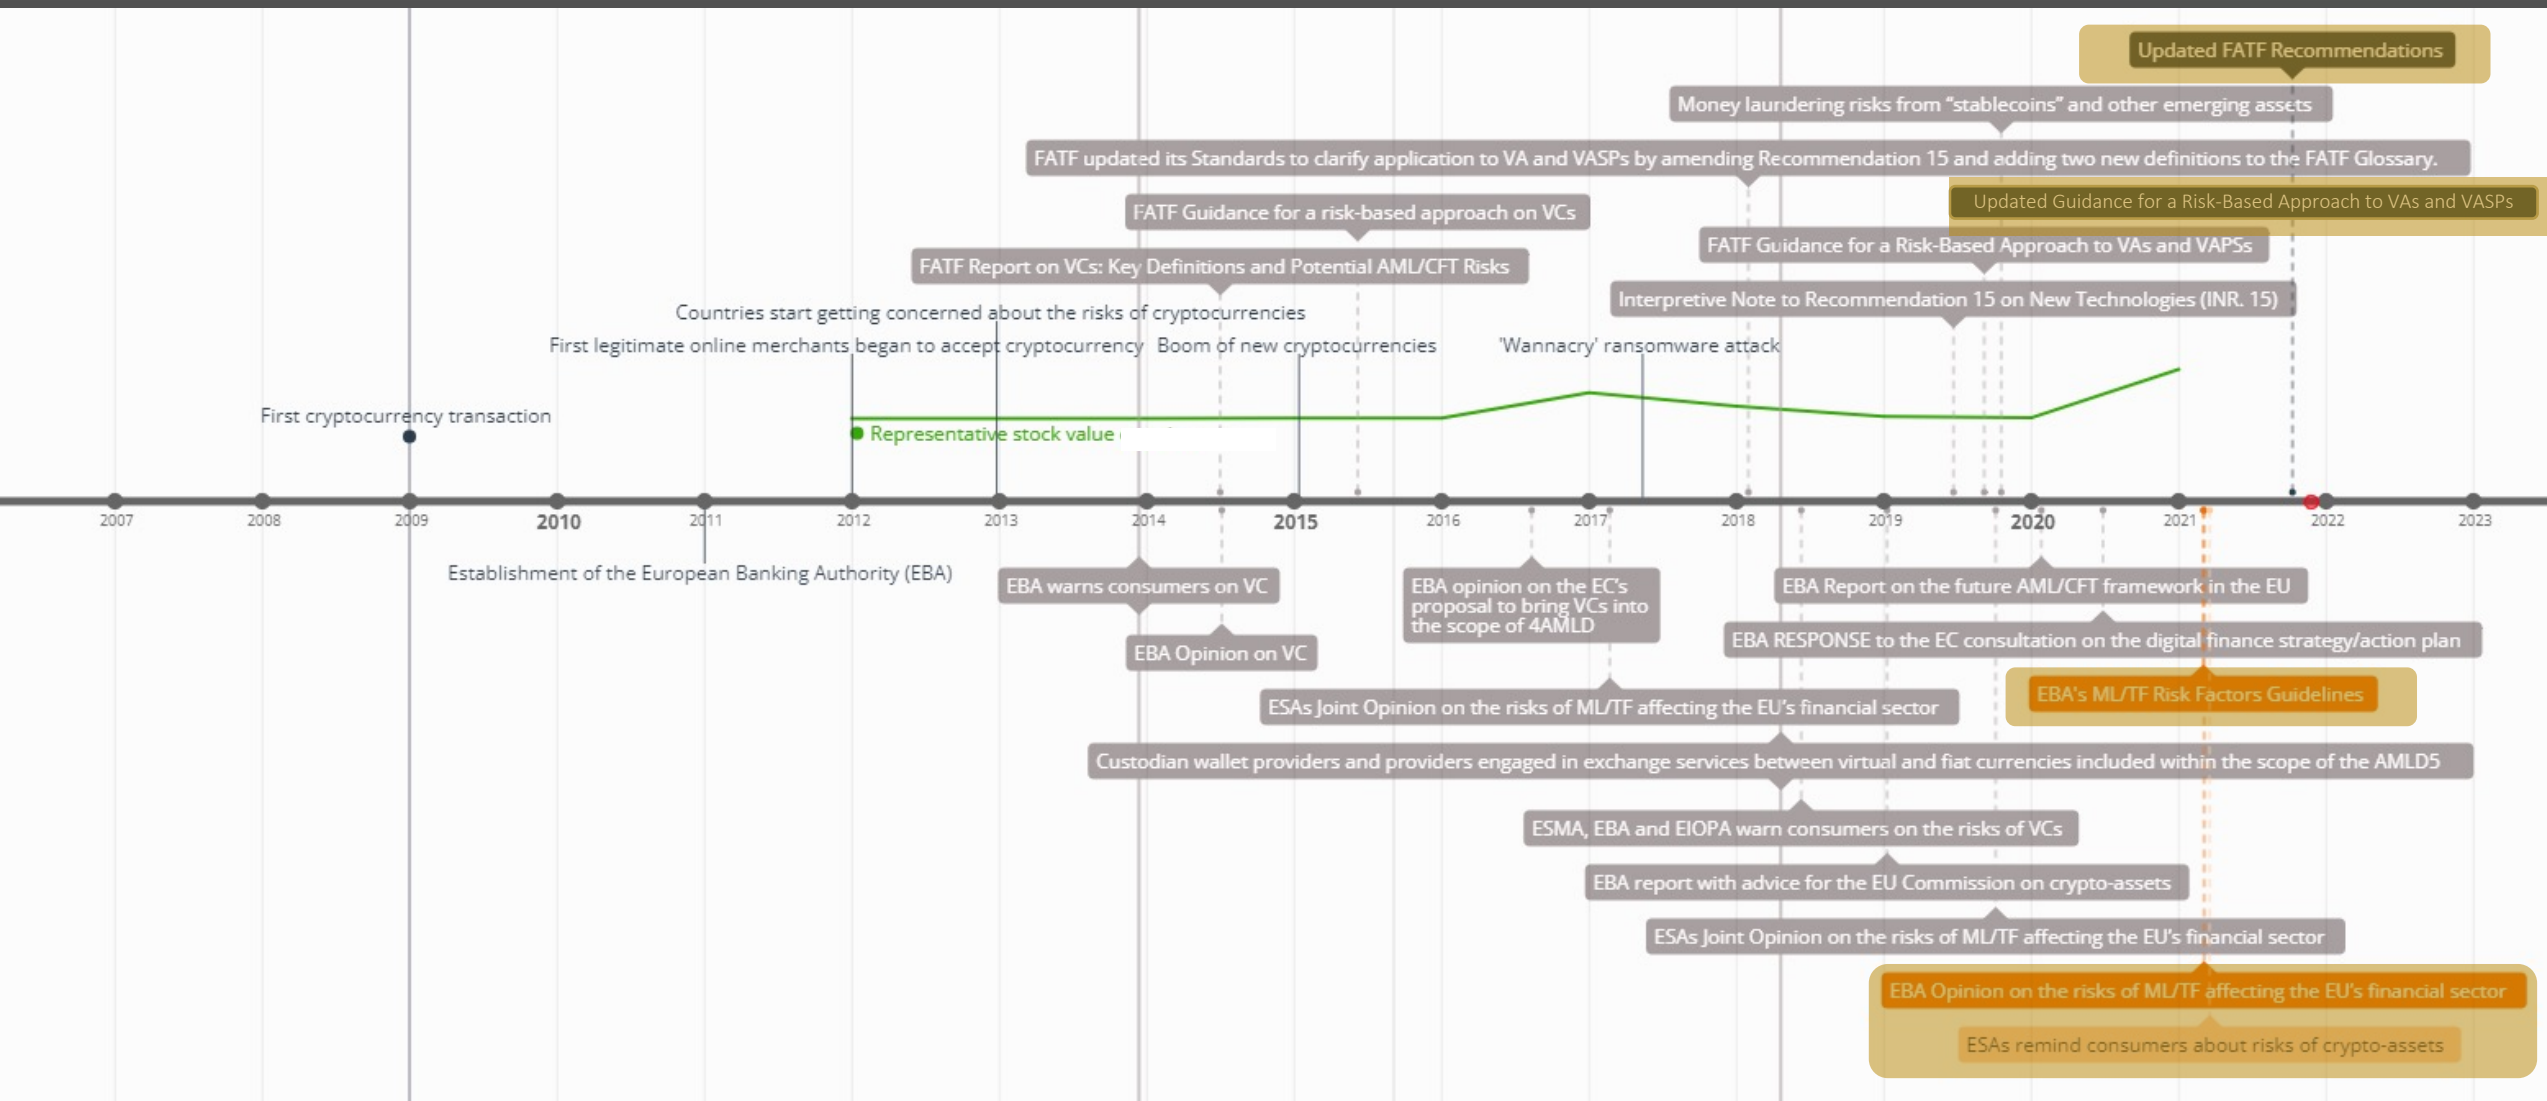 Updated FATF Recommendations
Money laundering risks from “stablecoins” and other emerging assets
FATF updated its Standards to clarify application to VA and VASPs by amending Recommendation 15 and adding two new definitions to the FATF Glossary.
Updated Guidance for a Risk-Based Approach to VAs and VASPs
FATF Guidance for a risk-based approach on VCs
FATF Guidance for a Risk-Based Approach to VAs and VAPSs
FATF Report on VCs: Key Definitions and Potential AML/CFT Risks
Interpretive Note to Recommendation 15 on New Technologies (INR. 15)
Countries start getting concerned about the risks of cryptocurrencies
First legitimate online merchants began to accept cryptocurrency
Boom of new cryptocurrencies
'Wannacry' ransomware attack
First cryptocurrency transaction
Representative stock value
2007
2008
2009
2010
2011
2012
2013
2014
2015
2016
2017
2018
2019
2020
2021
2022
2023
Establishment of the European Banking Authority (EBA)
EBA warns consumers on VC
EBA opinion on the EC's
proposal to bring VCs into
the scope of 4AMLD
EBA Report on the future AML/CFT framework in the EU
EBA Opinion on VC
EBA RESPONSE to the EC consultation on the digital finance strategy/action plan
EBA's ML/TF Risk Factors Guidelines
ESAs Joint Opinion on the risks of ML/TF affecting the EU's financial sector
Custodian wallet providers and providers engaged in exchange services between virtual and fiat currencies included within the scope of the AMLD5
ESMA, EBA and EIOPA warn consumers on the risks of VCs
EBA report with advice for the EU Commission on crypto-assets
ESAs Joint Opinion on the risks of ML/TF affecting the EU's financial sector
EBA Opinion on the risks of ML/TF affecting the EU's financial sector
ESAs remind consumers about risks of crypto-assets